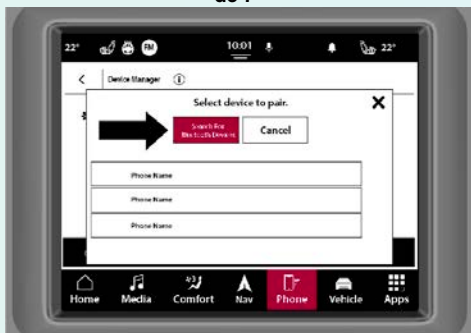 22° FM 10:01 22°
Device Manager
Select device to pair.
Search For
Bluetooth Devices
Cancel
Phone Name
Phone Name
Phone Name
Home Media Comfort Nav Phone Vehicle Apps